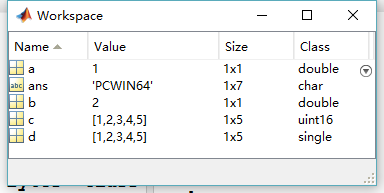 Workspace
Name Value Size Class
a 1 1x1 double
abc ans 'PCWIN64' 1x7 char
b 2 1x1 double
c [1,2,3,4,5] 1x5 uint16
d [1,2,3,4,5] 1x5 single